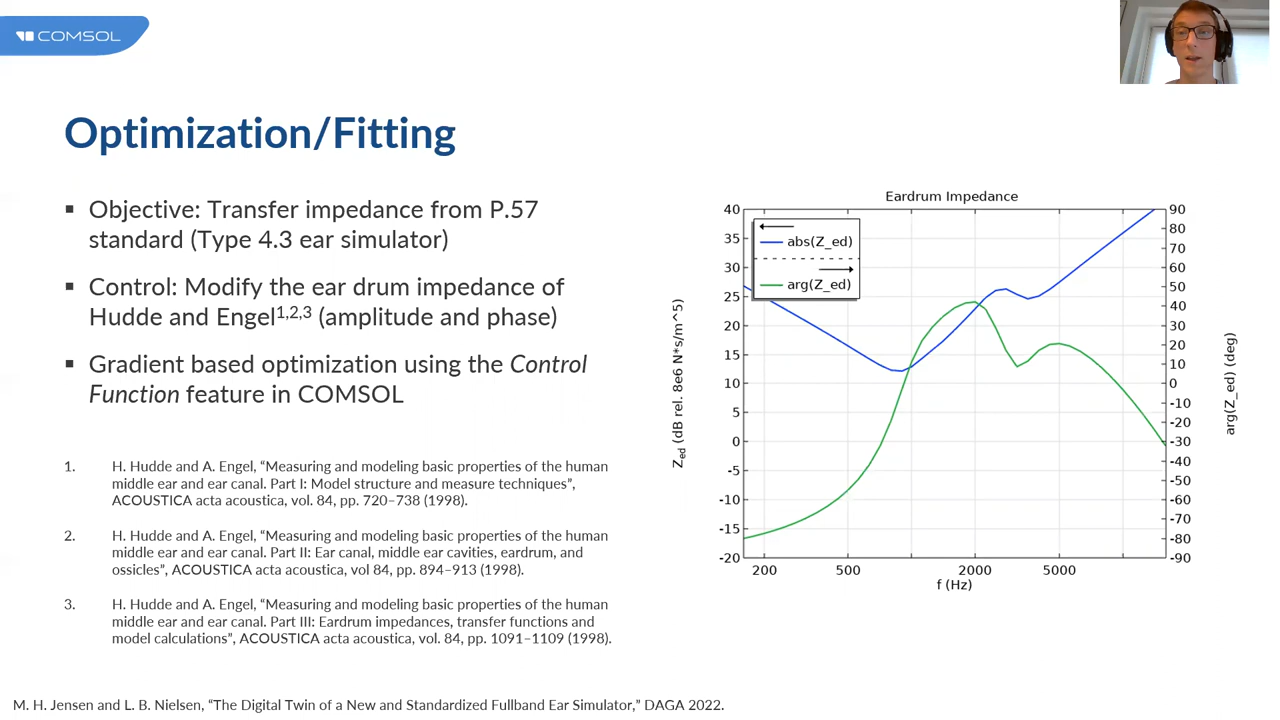 COMSOL
Optimization/Fitting
▪ Objective: Transfer impedance from P.57
standard (Type 4.3 ear simulator)
▪ Control: Modify the ear drum impedance of
Hudde and Engel1,2,3 (amplitude and phase)
▪ Gradient based optimization using the Control
Function feature in COMSOL
1. H. Hudde and A. Engel, “Measuring and modeling basic properties of the human
middle ear and ear canal. Part I: Model structure and measure techniques”,
ACOUSTICA acta acoustica, vol. 84, pp. 720–738 (1998).
2. H. Hudde and A. Engel, “Measuring and modeling basic properties of the human
middle ear and ear canal. Part II: Ear canal, middle ear cavities, eardrum, and
ossicles”, ACOUSTICA acta acoustica, vol 84, pp. 894–913 (1998).
3. H. Hudde and A. Engel, “Measuring and modeling basic properties of the human
middle ear and ear canal. Part III: Eardrum impedances, transfer functions and
model calculations”, ACOUSTICA acta acoustica, vol. 84, pp. 1091–1109 (1998).
Eardrum Impedance
abs(Z_ed)
arg(Z_ed)
Zed (dB rel. 8e6 N*s/m^5)
40
35
30
25
20
15
10
5
0
-5
-10
-15
-20
90
80
70
60
50
40
30
20
10
0
-10
-20
-30
-40
-50
-60
-70
-80
-90
arg(Z_ed) (deg)
200 500 2000 5000
f (Hz)
M. H. Jensen and L. B. Nielsen, “The Digital Twin of a New and Standardized Fullband Ear Simulator,” DAGA 2022.